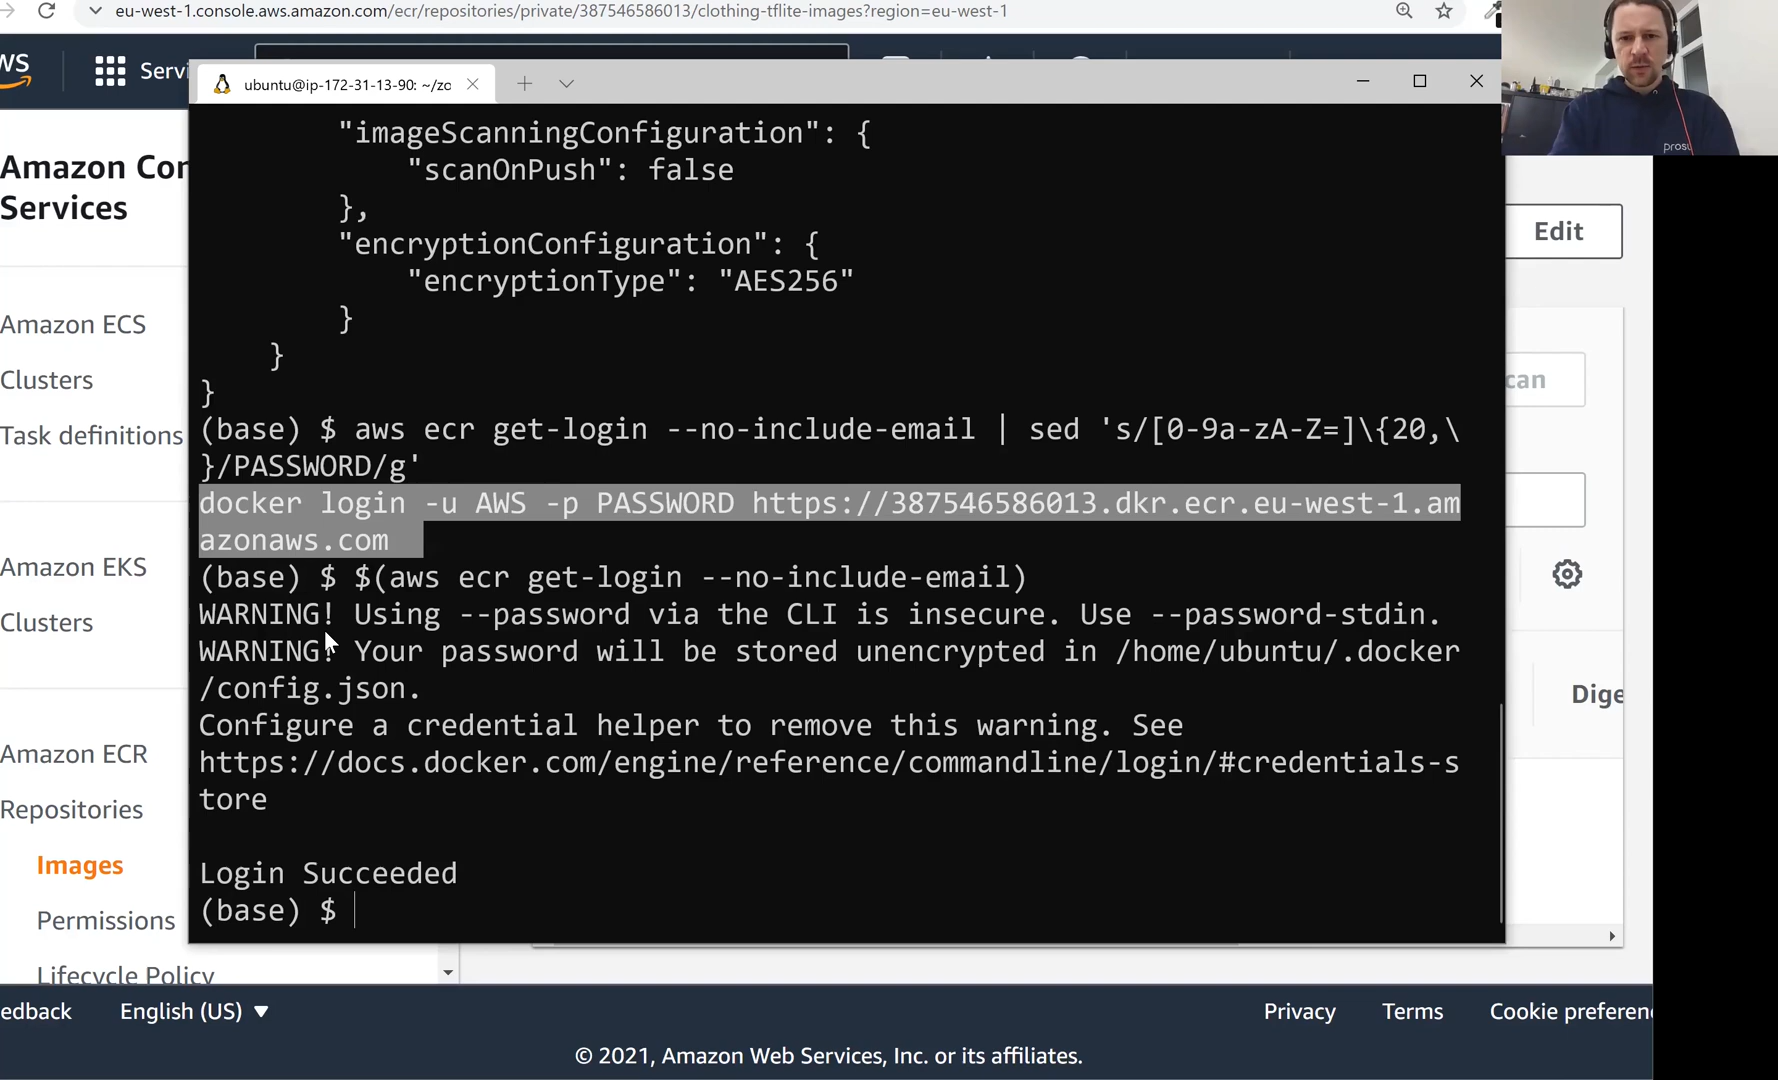 eu-west-1.console.aws.amazon.com/ecr/repositories/private/387546586013/clothing-tflite-images?region=eu-west-1
WS
Servi
ubuntu@ip-172-31-13-90: ~/zo
prosu
Amazon Con
Services
Amazon ECS
Clusters
Task definitions
Amazon EKS
Clusters
Amazon ECR
Repositories
Images
Permissions
Lifecycle Policy
"imageScanningConfiguration": {
"scanOnPush": false
},
"encryptionConfiguration": {
"encryptionType": "AES256"
}
}
}
(base) $ aws ecr get-login --no-include-email | sed 's/[0-9a-zA-Z=]\{20,\
}/PASSWORD/g'
docker login -u AWS -p PASSWORD https://387546586013.dkr.ecr.eu-west-1.am
azonaws.com
(base) $ $(aws ecr get-login --no-include-email)
WARNING! Using --password via the CLI is insecure. Use --password-stdin.
WARNING! Your password will be stored unencrypted in /home/ubuntu/.docker
/config.json.
Configure a credential helper to remove this warning. See
https://docs.docker.com/engine/reference/commandline/login/#credentials-s
tore
Login Succeeded
(base) $
Edit
can
Dige
edback
English (US)
Privacy
Terms
Cookie preferen
© 2021, Amazon Web Services, Inc. or its affiliates.